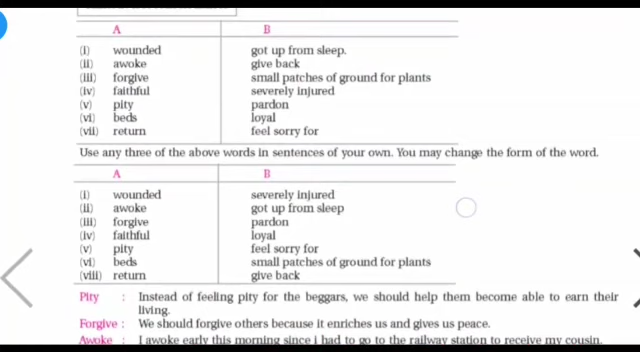 A B
(i) wounded got up from sleep.
(ii) awoke give back
(iii) forgive small patches of ground for plants
(iv) faithful severely injured
(v) pity pardon
(vi) beds loyal
(vii) return feel sorry for
Use any three of the above words in sentences of your own. You may change the form of the word.
A B
(i) wounded severely injured
(ii) awoke got up from sleep
(iii) forgive pardon
(iv) faithful loyal
(v) pity feel sorry for
(vi) beds small patches of ground for plants
(viii) return give back
Pity : Instead of feeling pity for the beggars, we should help them become able to earn their
living.
Forgive : We should forgive others because it enriches us and gives us peace.
Awoke : I awoke early this morning since i had to go to the railway station to receive my cousin.